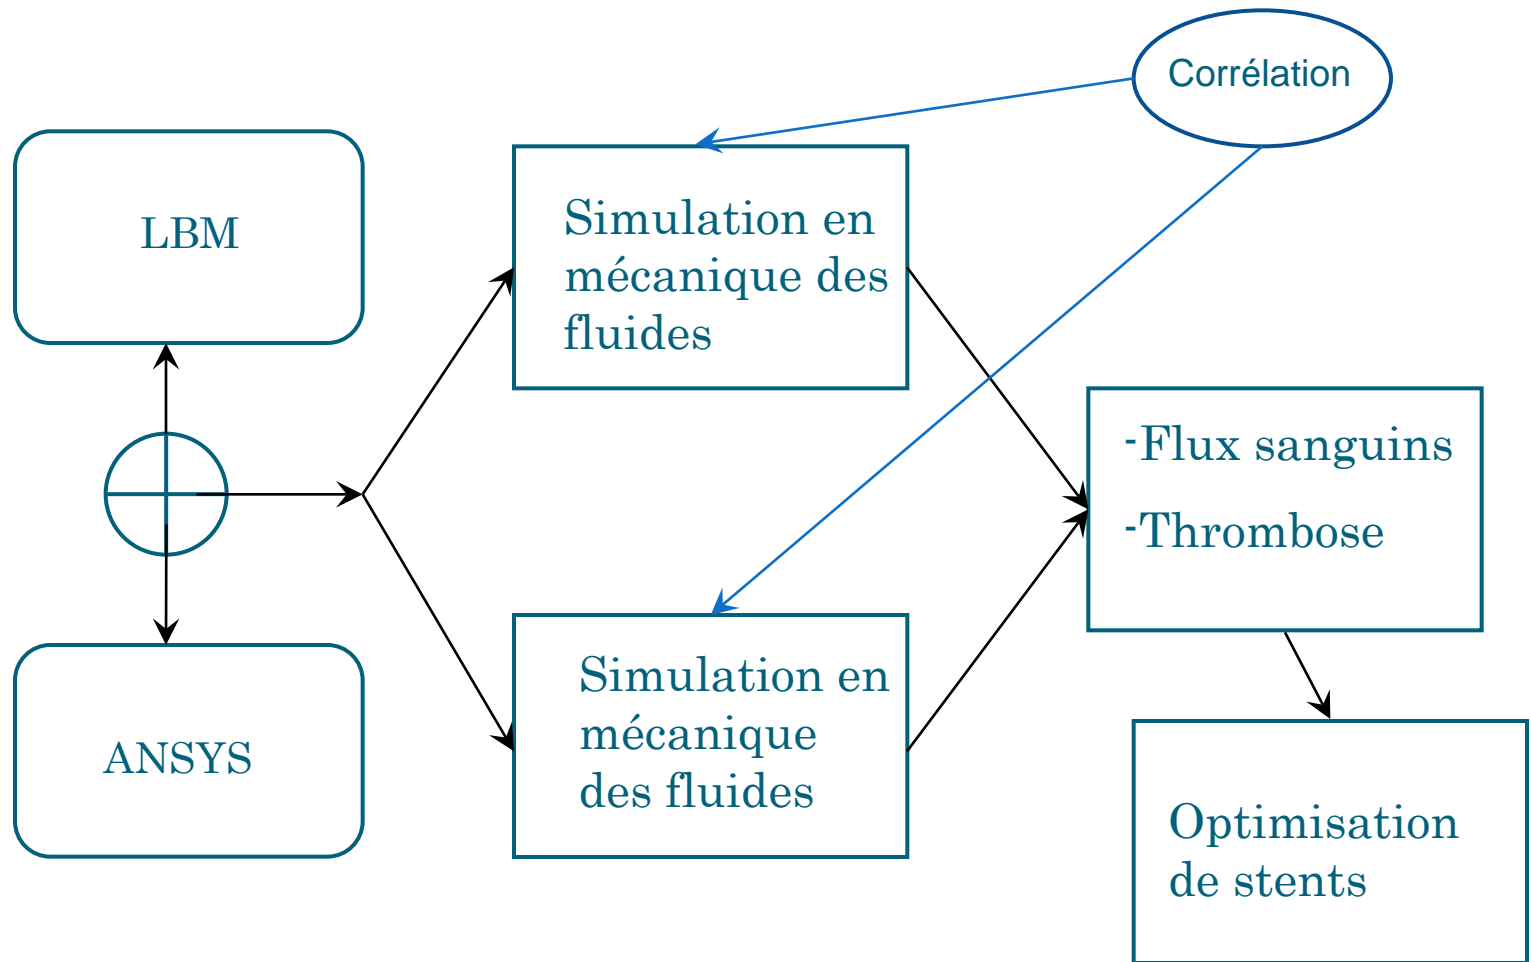 Corrélation
LBM
Simulation en
mécanique des
fluides
-Flux sanguins
-Thrombose
Simulation en
mécanique
des fluides
ANSYS
Optimisation
de stents